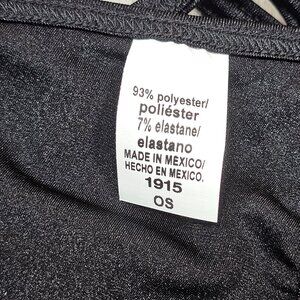 93% polyester/
poliéster
7% elastane/
elastano
MADE IN MEXICO/
HECHO EN MEXICO.
1915
OS